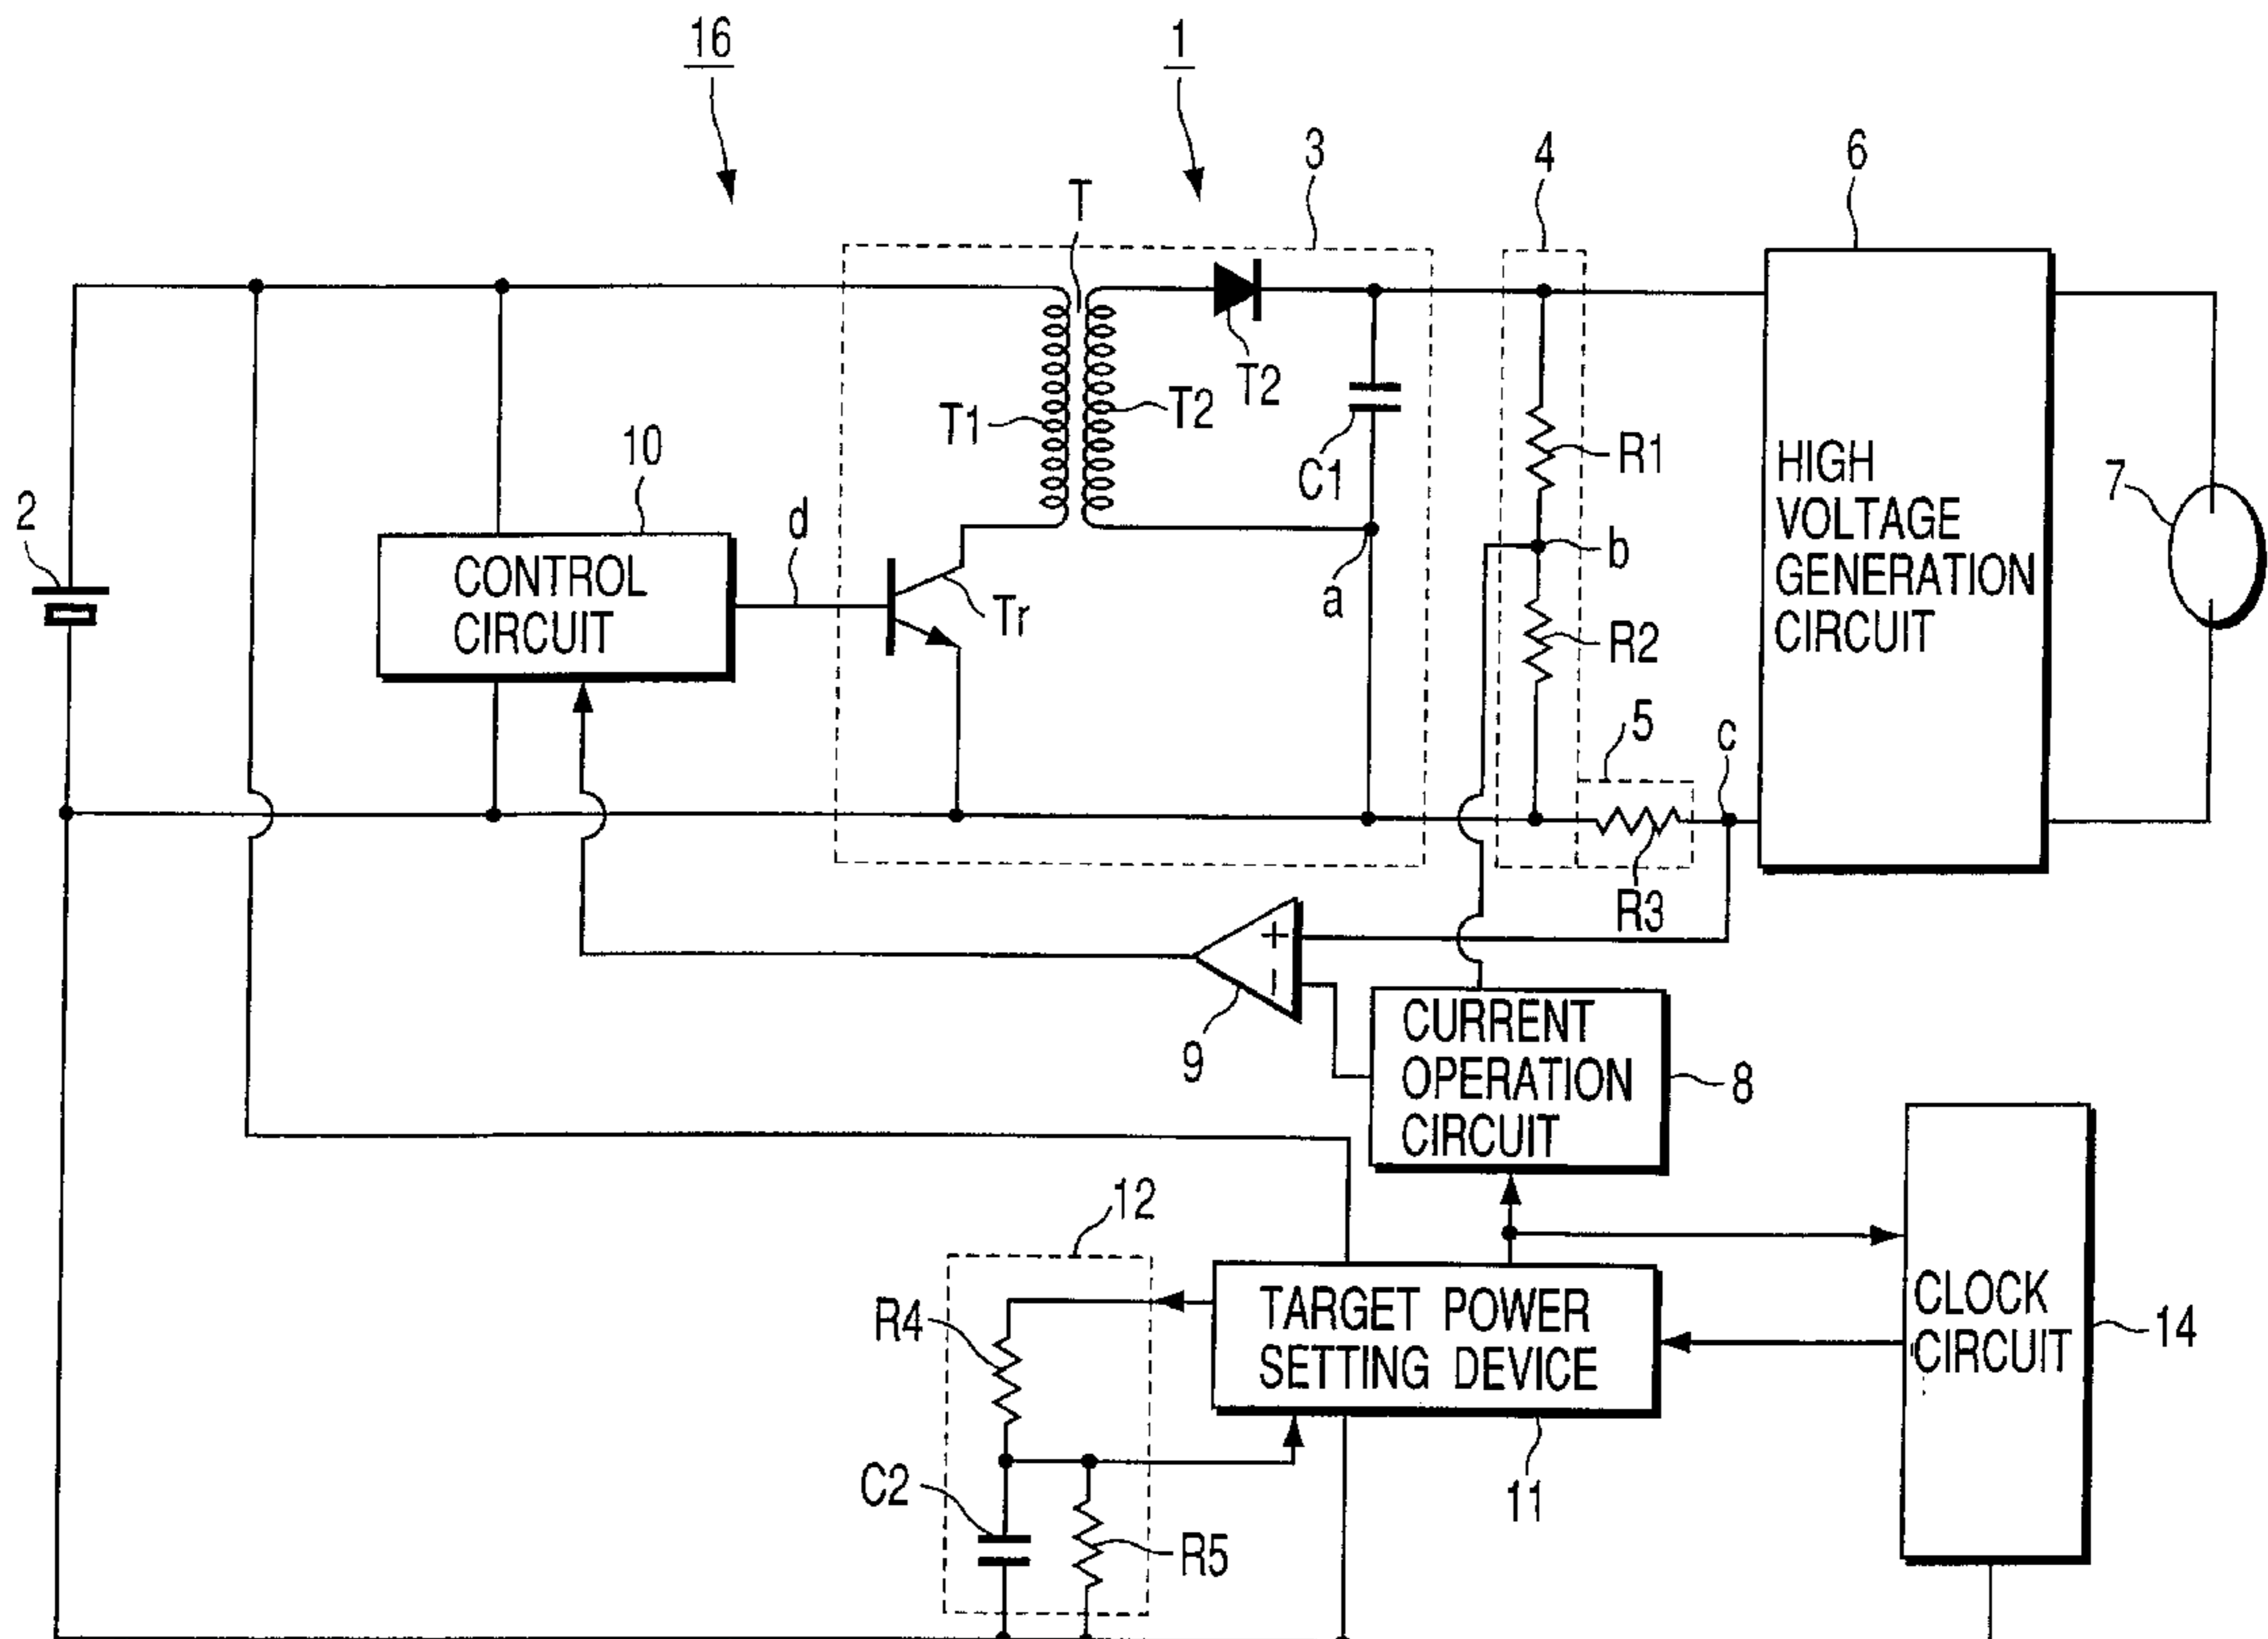 16
1
3
4
6
T
T2
T1
T2
C1
R1
HIGH
VOLTAGE
GENERATION
CIRCUIT
7
10
2
d
CONTROL
CIRCUIT
Tr
a
b
R2
5
c
R3
+
−
9
CURRENT
OPERATION
CIRCUIT
8
12
R4
TARGET POWER
SETTING DEVICE
CLOCK
CIRCUIT
14
C2
R5
11